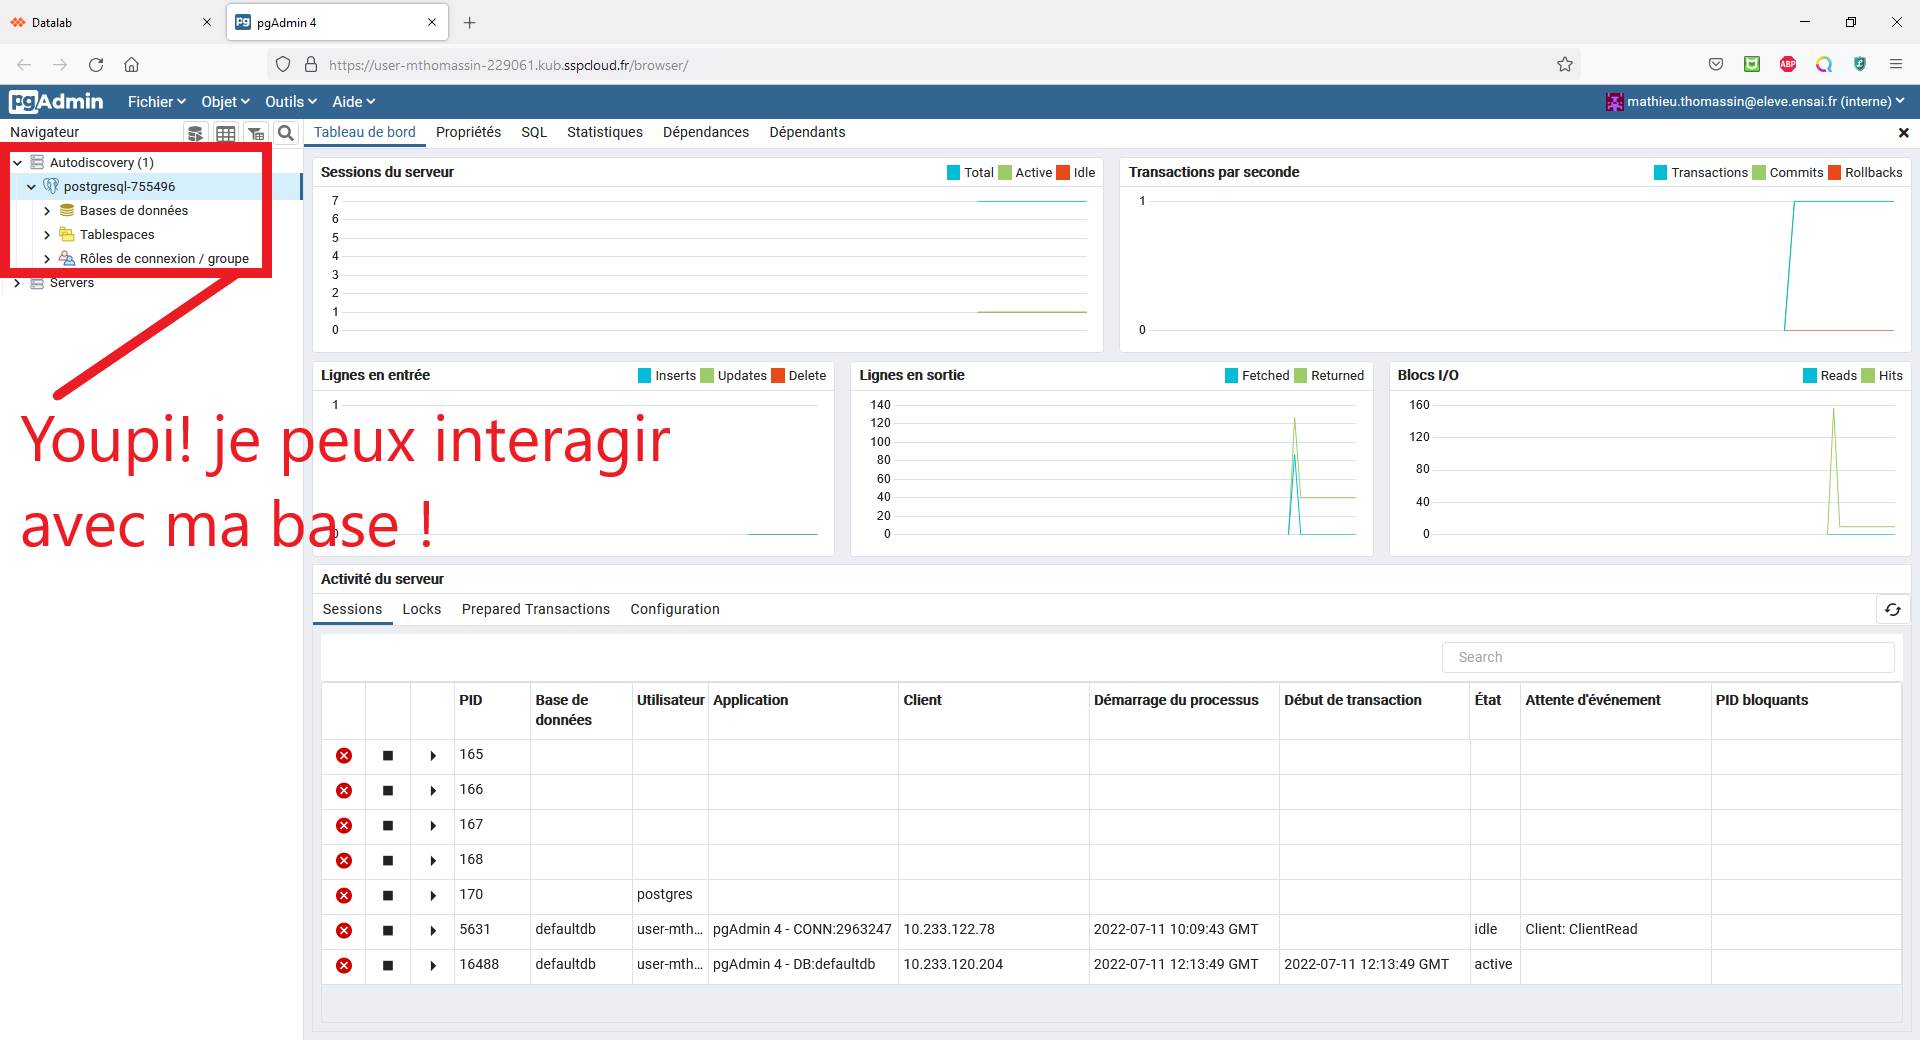 Datalab
pgAdmin 4
https://user-mthomassin-229061.kub.sspcloud.fr/browser/
pgAdmin Fichier Objet Outils Aide mathieu.thomassin@eleve.ensai.fr (interne)
Navigateur
Tableau de bord Propriétés SQL Statistiques Dépendances Dépendants
Autodiscovery (1)
postgresql-755496
Bases de données
Tablespaces
Rôles de connexion / groupe
Servers
Youpi! je peux interagir
avec ma base !
Sessions du serveur Total Active Idle
7
6
5
4
3
2
1
0
Transactions par seconde Transactions Commits Rollbacks
1
0
Lignes en entrée Inserts Updates Delete
1
0
Lignes en sortie Fetched Returned
140
120
100
80
60
40
20
0
Blocs I/O Reads Hits
160
120
80
40
0
Activité du serveur
Sessions Locks Prepared Transactions Configuration
Search
PID Base de données Utilisateur Application Client Démarrage du processus Début de transaction État Attente d'événement PID bloquants
165
166
167
168
170 postgres
5631 defaultdb user-mth... pgAdmin 4 - CONN:2963247 10.233.122.78 2022-07-11 10:09:43 GMT idle Client: ClientRead
16488 defaultdb user-mth... pgAdmin 4 - DB:defaultdb 10.233.120.204 2022-07-11 12:13:49 GMT 2022-07-11 12:13:49 GMT active